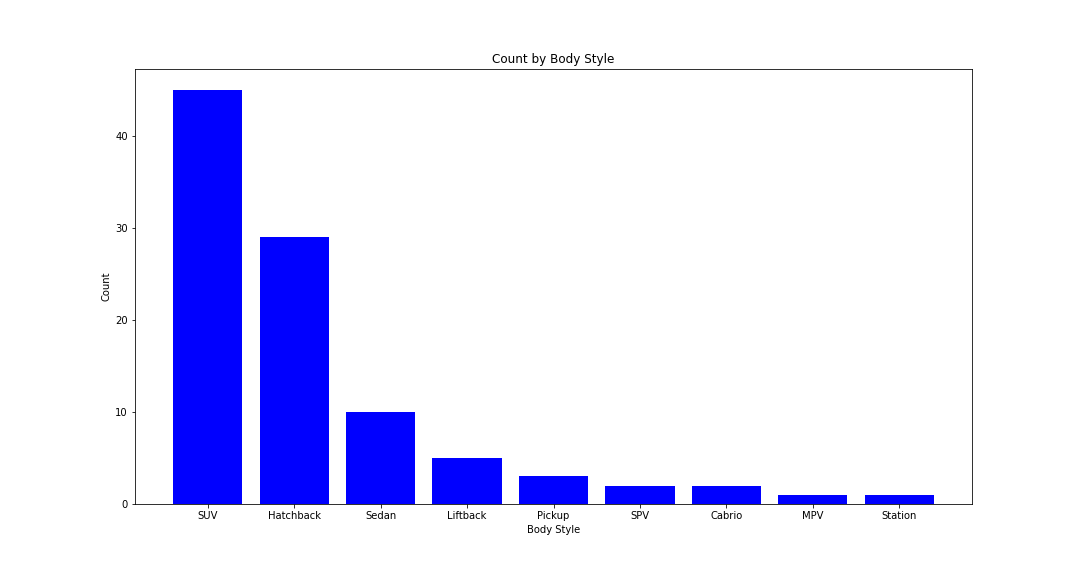 Count by Body Style
Count
40
30
20
10
0
SUV Hatchback Sedan Liftback Pickup SPV Cabrio MPV Station
Body Style